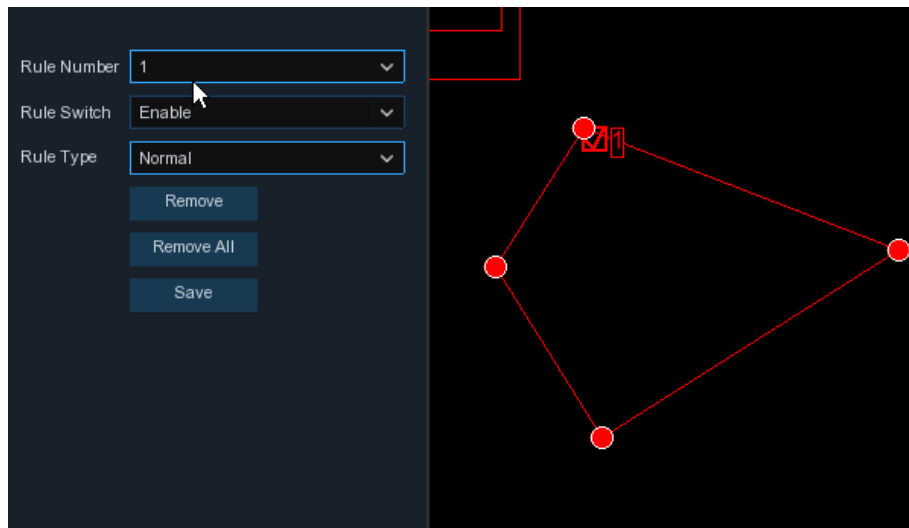 Rule Number 1
Rule Switch Enable
Rule Type Normal
Remove
Remove All
Save
1